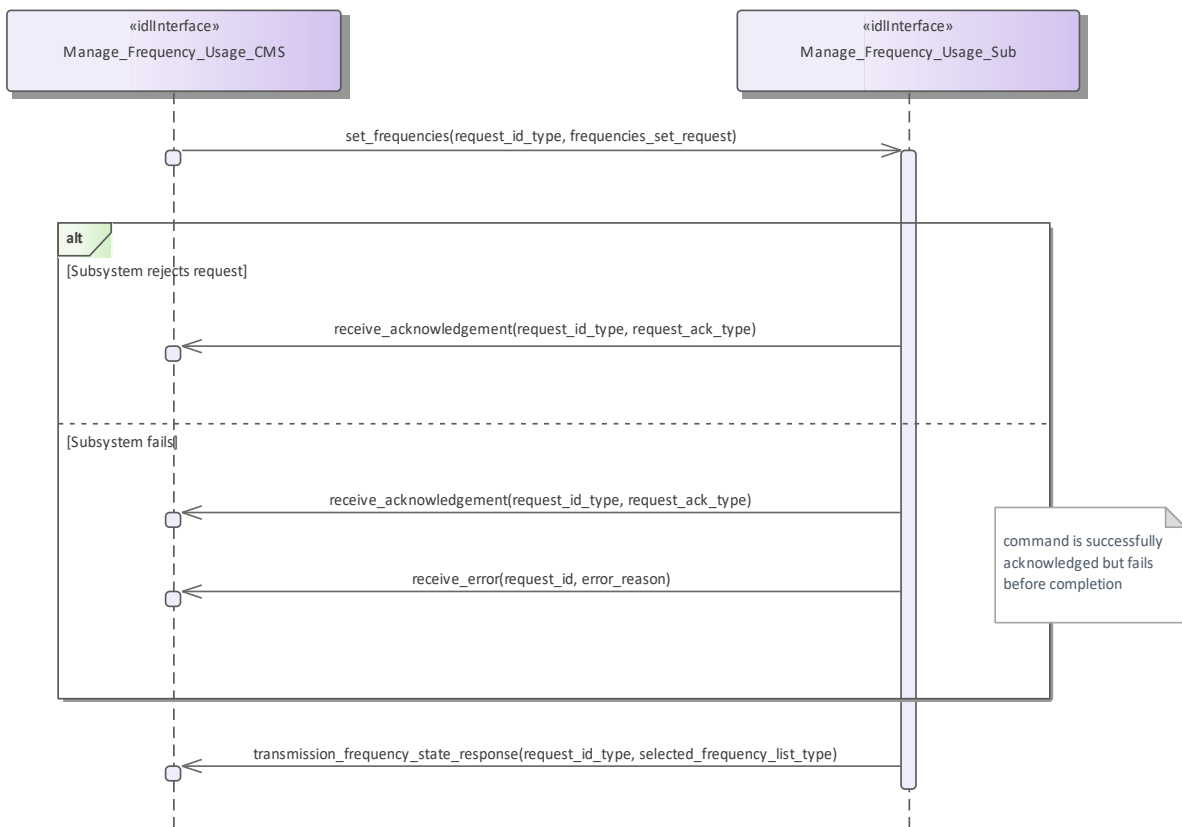 «idlInterface»
Manage_Frequency_Usage_CMS
«idlInterface»
Manage_Frequency_Usage_Sub
set_frequencies(request_id_type, frequencies_set_request)
alt
[Subsystem rejects request]
receive_acknowledgement(request_id_type, request_ack_type)
[Subsystem fails]
receive_acknowledgement(request_id_type, request_ack_type)
command is successfully
acknowledged but fails
before completion
receive_error(request_id, error_reason)
transmission_frequency_state_response(request_id_type, selected_frequency_list_type)